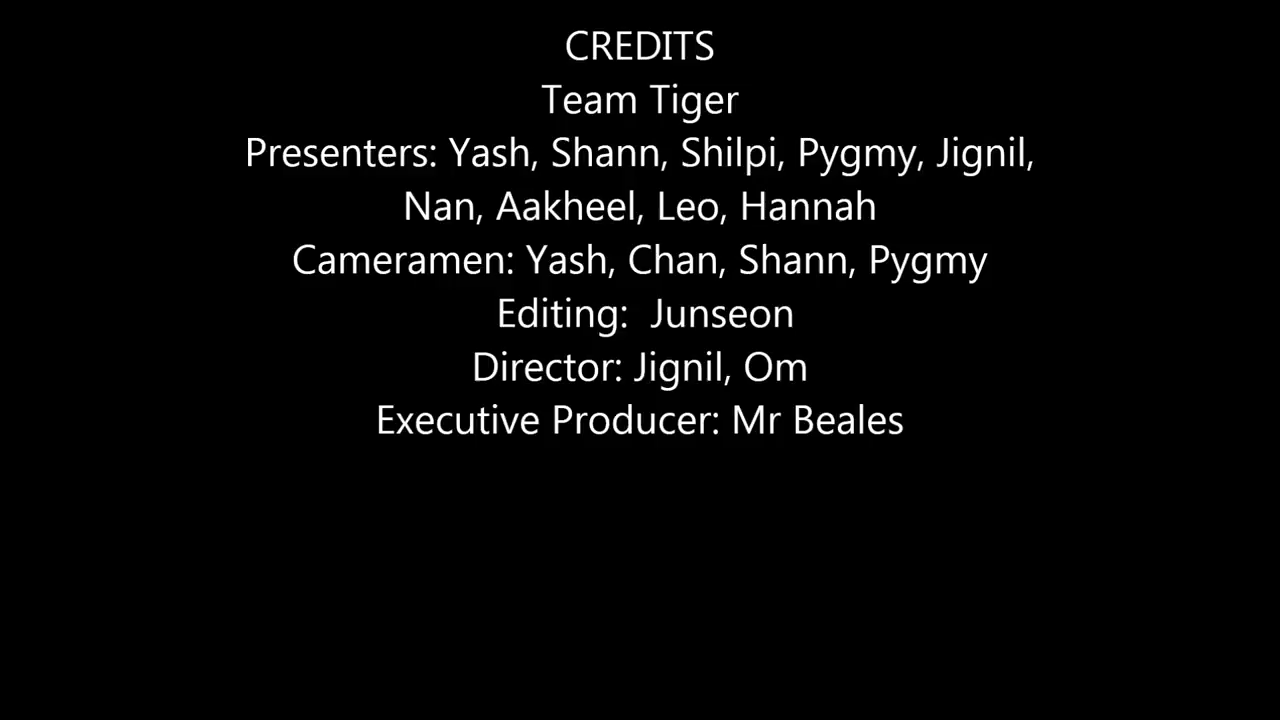 CREDITS
Team Tiger
Presenters: Yash, Shann, Shilpi, Pygmy, Jignil,
Nan, Aakheel, Leo, Hannah
Cameramen: Yash, Chan, Shann, Pygmy
Editing:  Junseon
Director: Jignil, Om
Executive Producer: Mr Beales